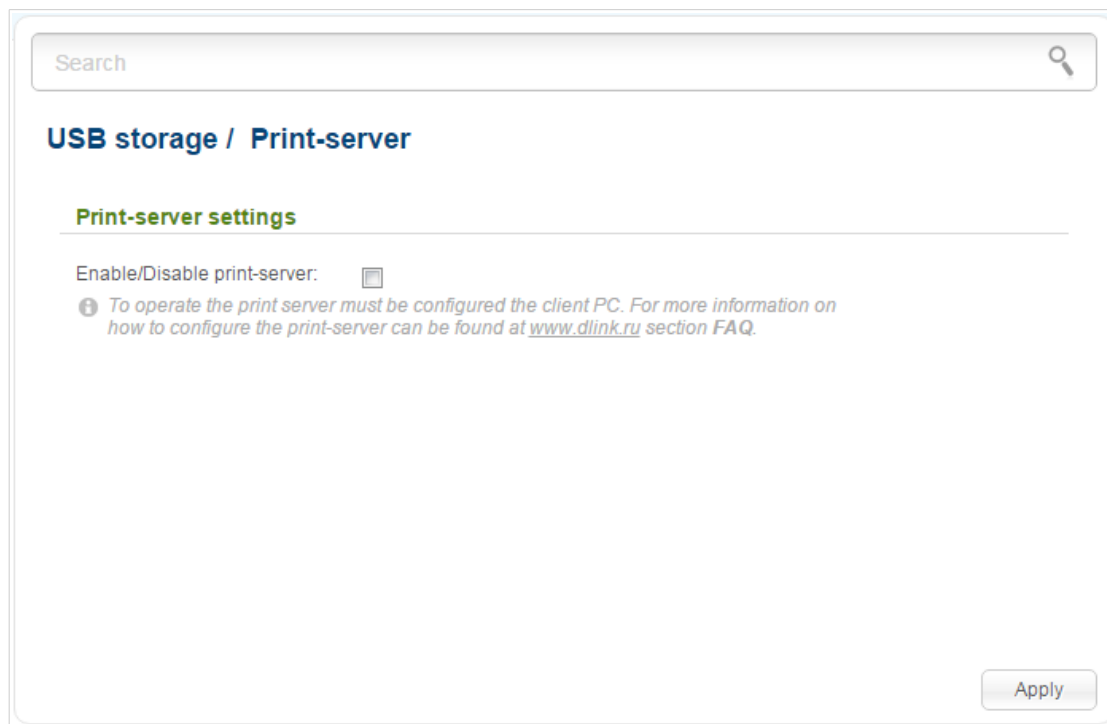 Search
USB storage / Print-server
Print-server settings
Enable/Disable print-server:
To operate the print server must be configured the client PC. For more information on
how to configure the print-server can be found at www.dlink.ru section FAQ.
Apply